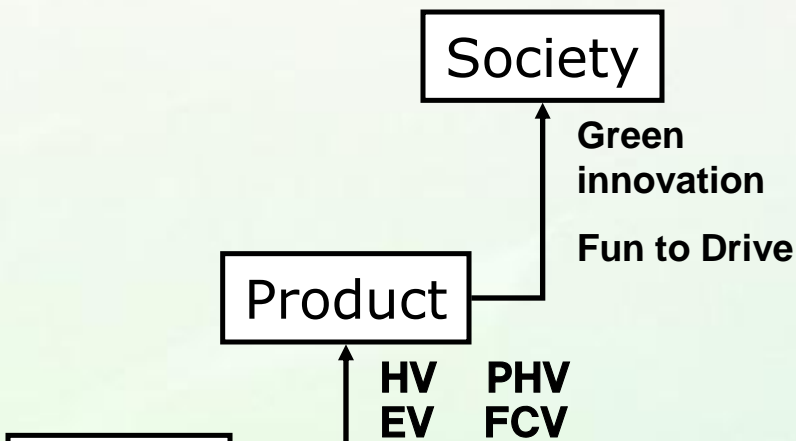 Society
Green
innovation
Fun to Drive
Product
HV PHV
EV FCV